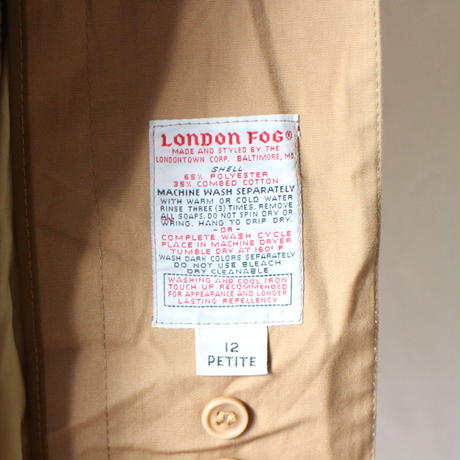 LONDON FOG®
MADE AND STYLED BY THE
LONDONTOWN CORP. BALTIMORE, MD.
SHELL
65% POLYESTER
35% COMBED COTTON
MACHINE WASH SEPARATELY
WITH WARM OR COLD WATER
RINSE THREE (3) TIMES. REMOVE
ALL SOAPS. DO NOT SPIN DRY OR
WRING. HANG TO DRIP DRY.
-OR-
COMPLETE WASH CYCLE
PLACE IN MACHINE DRYER
TUMBLE DRY AT 160° F
WASH DARK COLORS SEPARATELY
DO NOT USE BLEACH
DRY CLEANABLE
WASHING AND COOL IRON
TOUCH UP RECOMMENDED
FOR APPEARANCE AND LONGER
LASTING REPELLENCY
12
PETITE